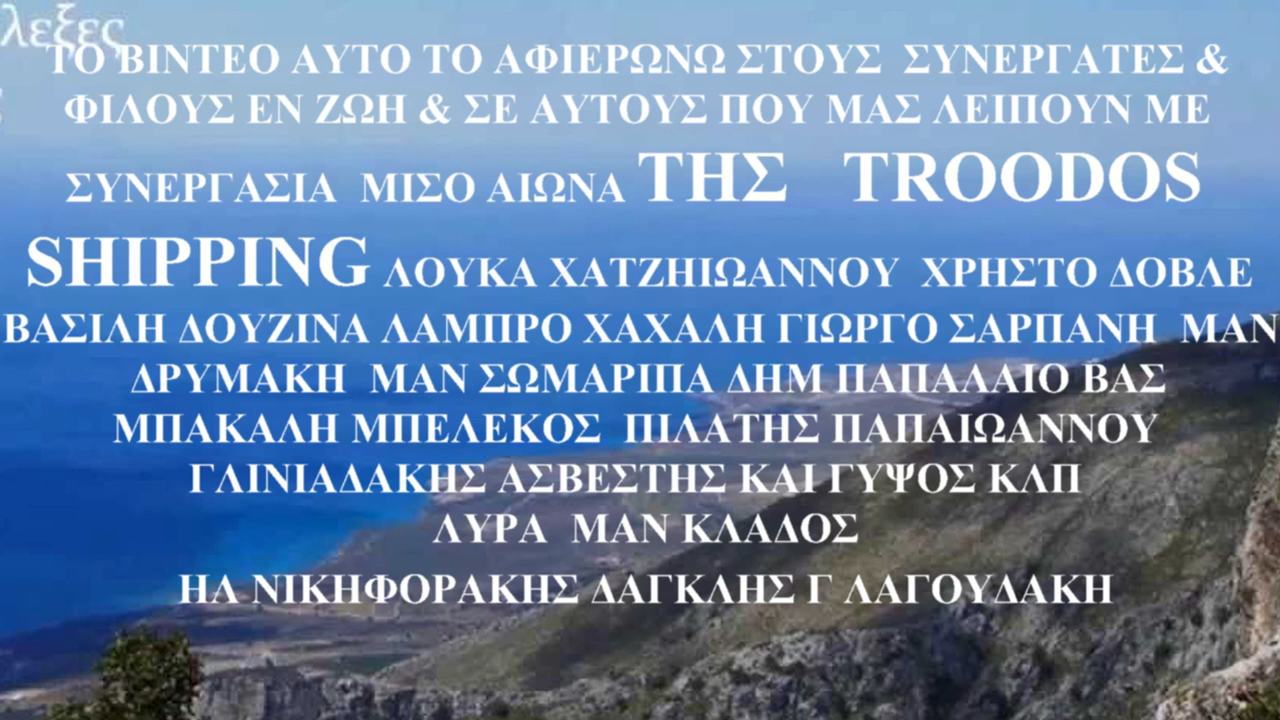 λεξες
ΤΟ ΒΙΝΤΕΟ ΑΥΤΟ ΤΟ ΑΦΙΕΡΩΝΩ ΣΤΟΥΣ ΣΥΝΕΡΓΑΤΕΣ &
ΦΙΛΟΥΣ ΕΝ ΖΩΗ & ΣΕ ΑΥΤΟΥΣ ΠΟΥ ΜΑΣ ΛΕΙΠΟΥΝ ΜΕ
ΣΥΝΕΡΓΑΣΙΑ ΜΙΣΟ ΑΙΩΝΑ ΤΗΣ TROODOS
SHIPPING ΛΟΥΚΑ ΧΑΤΖΗΙΩΑΝΝΟΥ ΧΡΗΣΤΟ ΔΟΒΛΕ
ΒΑΣΙΛΗ ΔΟΥΖΙΝΑ ΛΑΜΠΡΟ ΧΑΧΑΛΗ ΓΙΩΡΓΟ ΣΑΡΠΑΝΗ ΜΑΝ
ΔΡΥΜΑΚΗ ΜΑΝ ΣΩΜΑΡΙΠΑ ΔΗΜ ΠΑΠΑΛΑΙΟ ΒΑΣ
ΜΠΑΚΑΛΗ ΜΠΕΛΕΚΟΣ ΠΙΛΑΤΗΣ ΠΑΠΑΙΩΑΝΝΟΥ
ΓΛΙΝΙΑΔΑΚΗΣ ΑΣΒΕΣΤΗΣ ΚΑΙ ΓΥΨΟΣ ΚΛΠ
ΛΥΡΑ ΜΑΝ ΚΛΑΔΟΣ
ΗΛ ΝΙΚΗΦΟΡΑΚΗΣ ΔΑΓΚΛΗΣ Γ ΛΑΓΟΥΔΑΚΗ